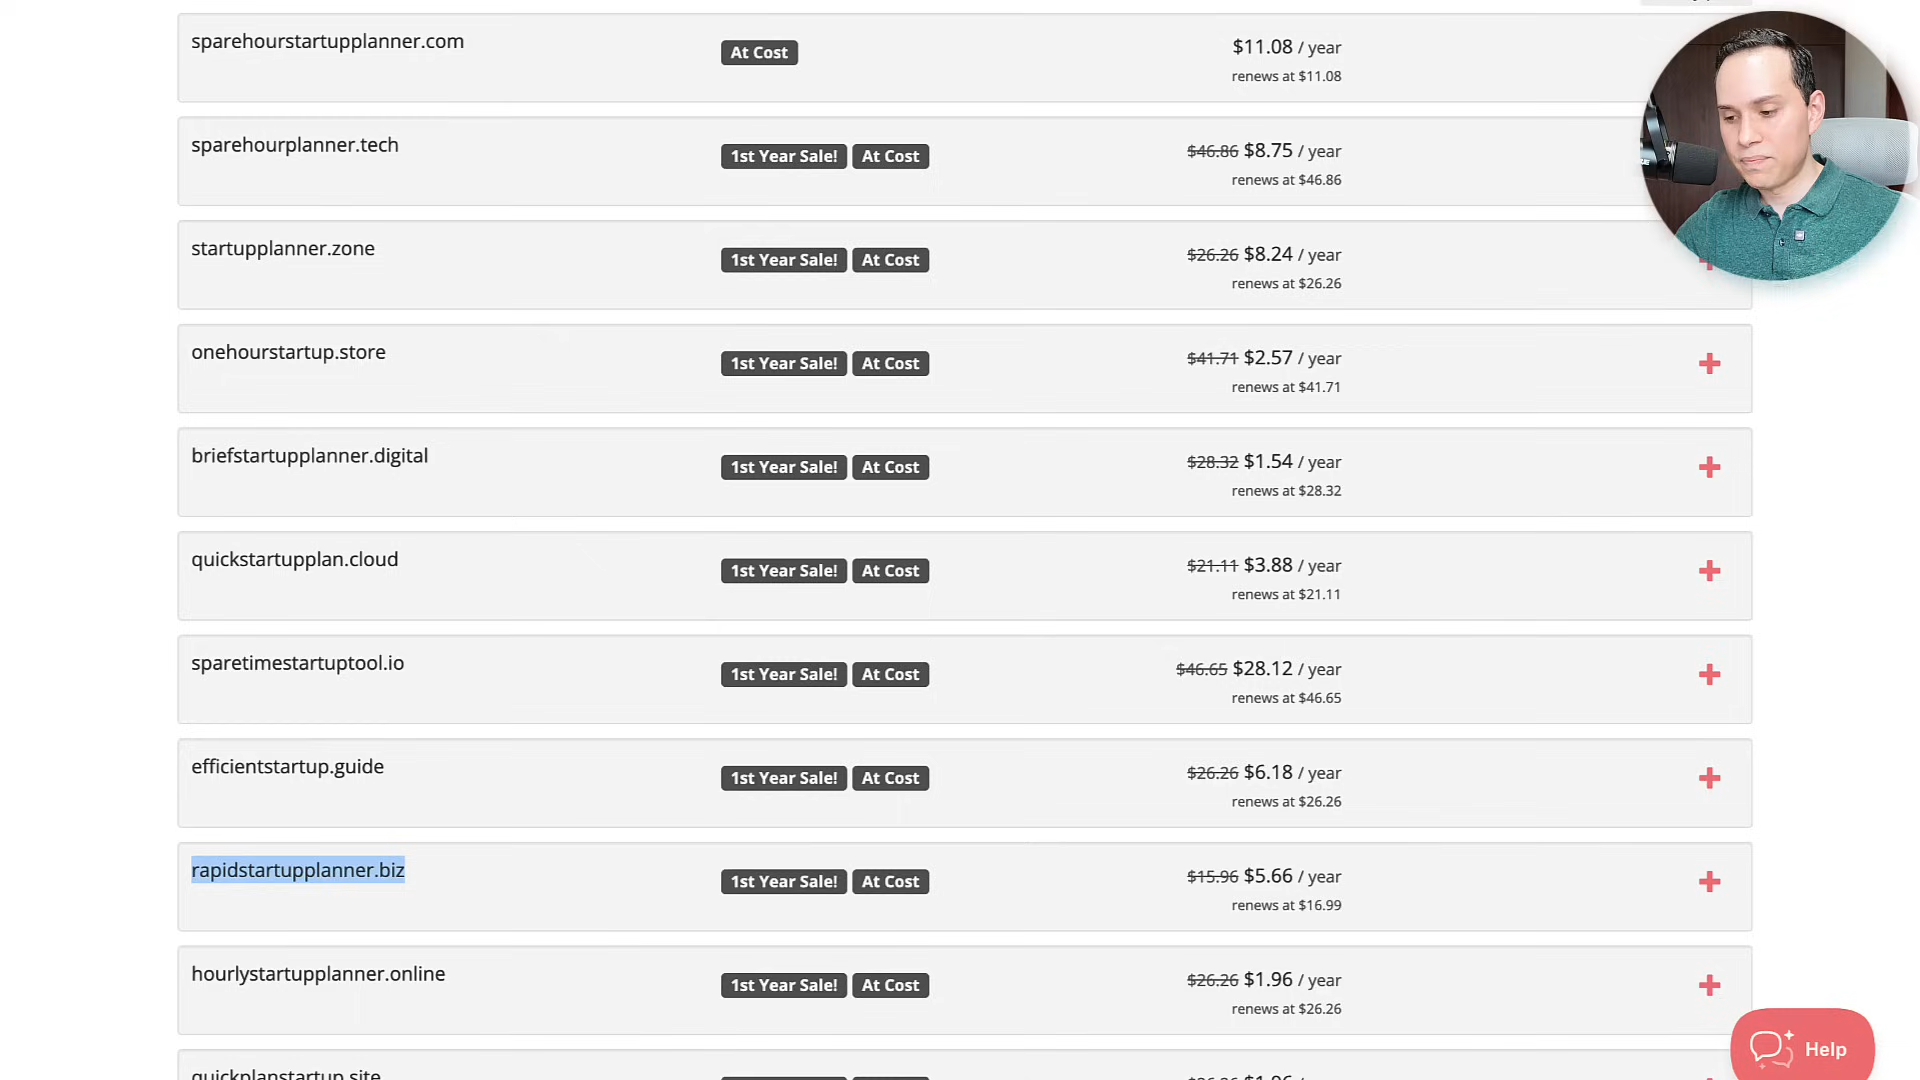 sparehourstartupplanner.com
At Cost
$11.08 / year
renews at $11.08
sparehourplanner.tech
1st Year Sale! At Cost
$46.86 $8.75 / year
renews at $46.86
startupplanner.zone
1st Year Sale! At Cost
$26.26 $8.24 / year
renews at $26.26
onehourstartup.store
1st Year Sale! At Cost
$41.71 $2.57 / year
renews at $41.71
briefstartupplanner.digital
1st Year Sale! At Cost
$28.32 $1.54 / year
renews at $28.32
quickstartupplan.cloud
1st Year Sale! At Cost
$21.11 $3.88 / year
renews at $21.11
sparetimestartuptool.io
1st Year Sale! At Cost
$46.65 $28.12 / year
renews at $46.65
efficientstartup.guide
1st Year Sale! At Cost
$26.26 $6.18 / year
renews at $26.26
rapidstartupplanner.biz
1st Year Sale! At Cost
$15.96 $5.66 / year
renews at $16.99
hourlystartupplanner.online
1st Year Sale! At Cost
$26.26 $1.96 / year
renews at $26.26
quickplanstartup.site
Help